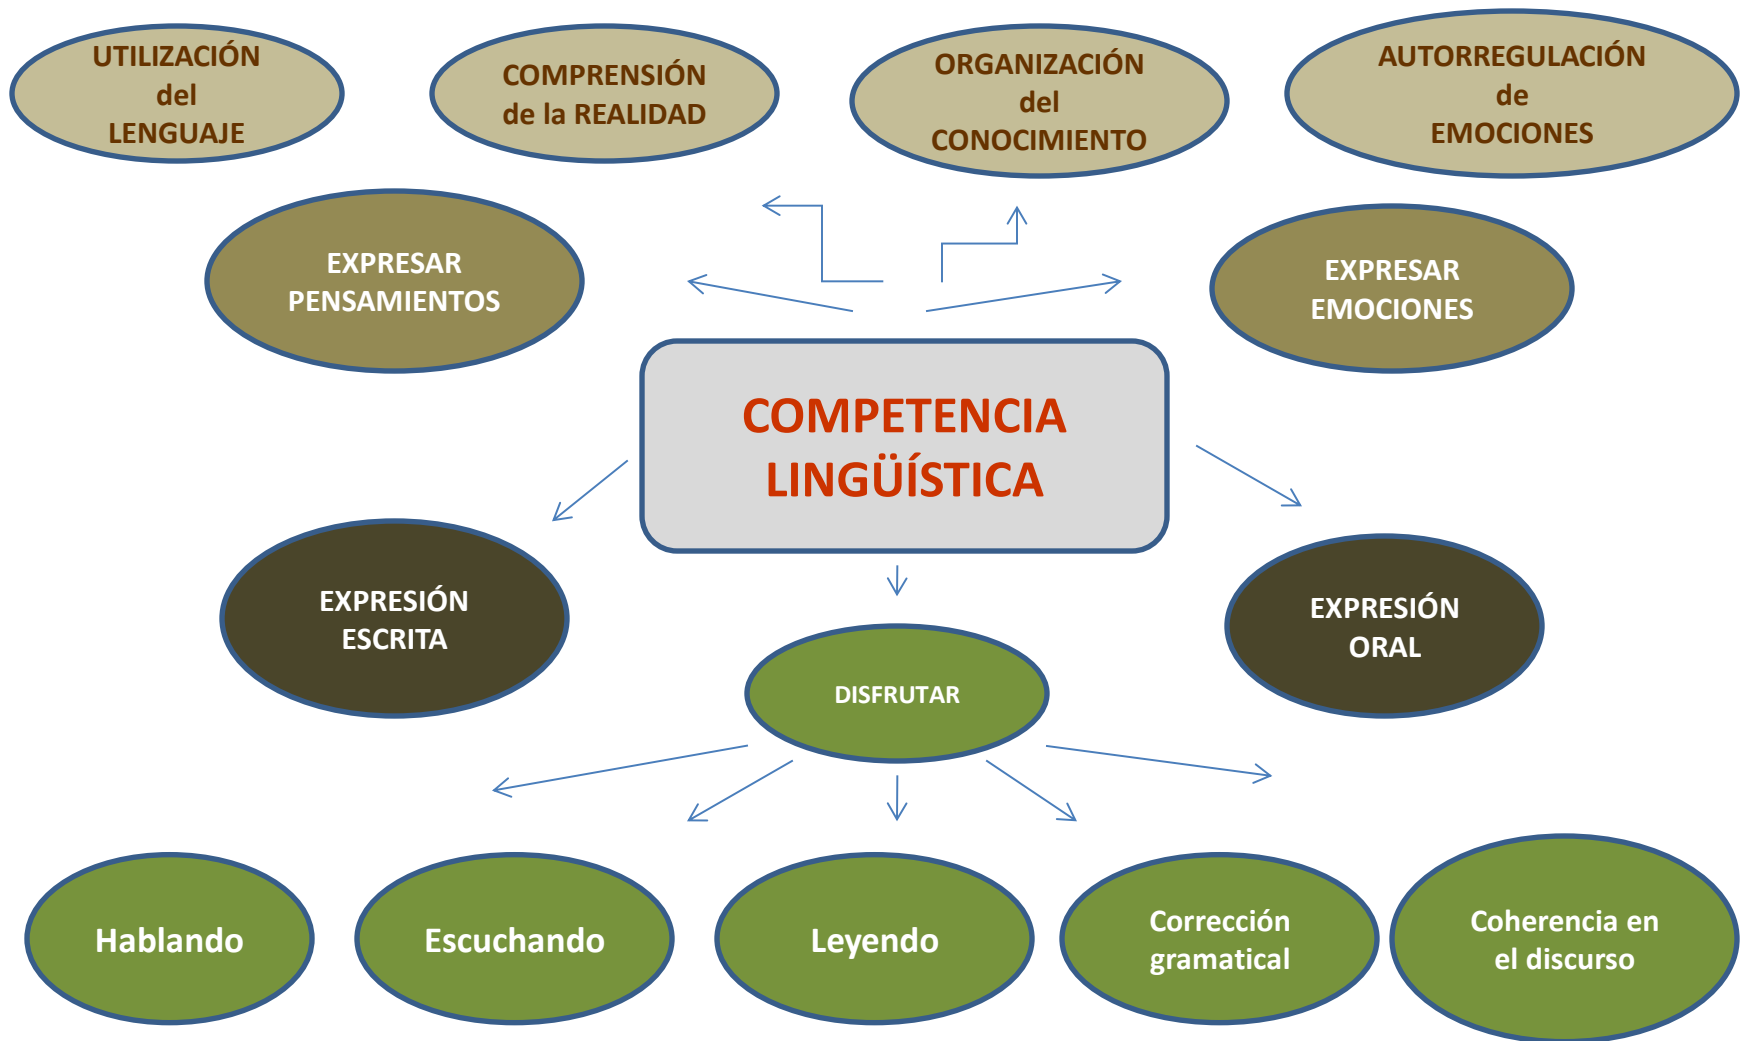 UTILIZACIÓN
del
LENGUAJE
COMPRENSIÓN
de la REALIDAD
ORGANIZACIÓN
del
CONOCIMIENTO
AUTORREGULACIÓN
de
EMOCIONES
EXPRESAR
PENSAMIENTOS
EXPRESAR
EMOCIONES
COMPETENCIA
LINGÜÍSTICA
EXPRESIÓN
ESCRITA
EXPRESIÓN
ORAL
DISFRUTAR
Hablando
Escuchando
Leyendo
Corrección
gramatical
Coherencia en
el discurso